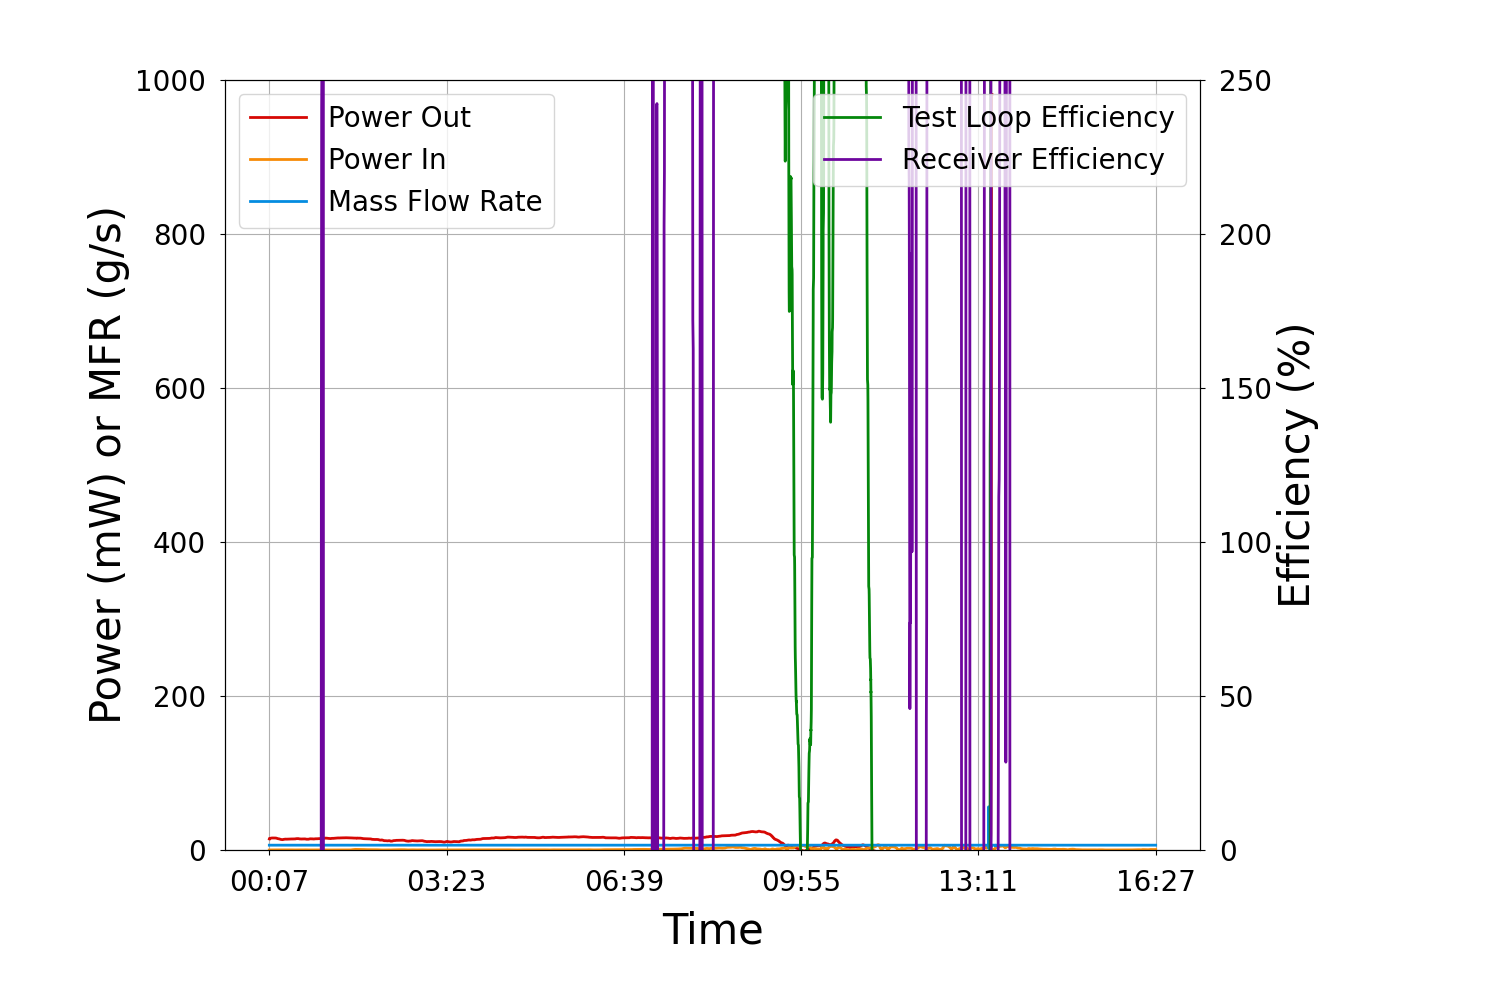 1000
800
600
400
200
0
Power (mW) or MFR (g/s)
Power Out
Power In
Mass Flow Rate
Test Loop Efficiency
Receiver Efficiency
250
200
150
100
50
0
Efficiency (%)
00:07 03:23 06:39 09:55 13:11 16:27
Time